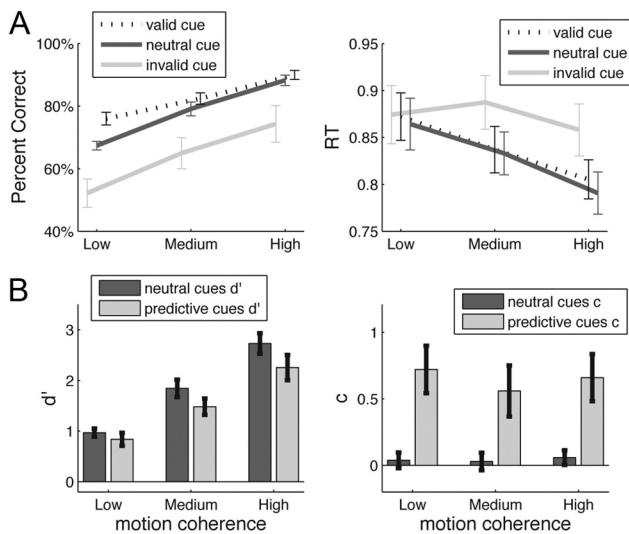 A
valid cue
neutral cue
invalid cue
100%
80%
60%
40%
Percent Correct
Low
Medium
High
valid cue
neutral cue
invalid cue
0.95
0.9
0.85
0.8
0.75
RT
Low
Medium
High
B
neutral cues d'
predictive cues d'
3
2
1
0
d'
Low
Medium
High
motion coherence
neutral cues c
predictive cues c
1
0.5
0
c
Low
Medium
High
motion coherence